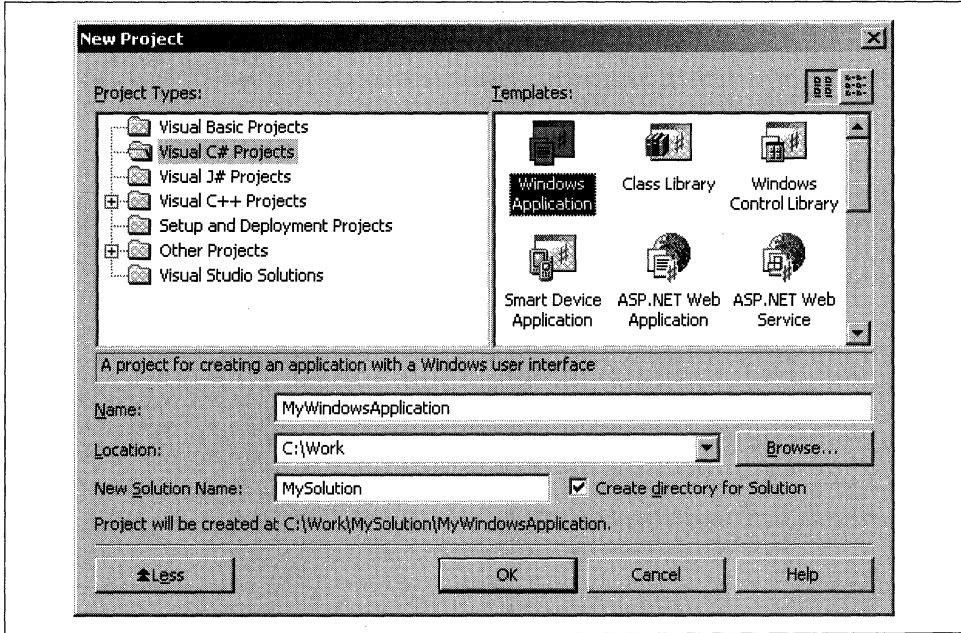 New Project
Project Types:
Templates:
Visual Basic Projects
Visual C# Projects
Visual J# Projects
Visual C++ Projects
Setup and Deployment Projects
Other Projects
Visual Studio Solutions
Windows
Application
Class Library
Windows
Control Library
Smart Device
Application
ASP.NET Web
Application
ASP.NET Web
Service
A project for creating an application with a Windows user interface
Name:
MyWindowsApplication
Location:
C:\Work
Browse...
New Solution Name:
MySolution
Create directory for Solution
Project will be created at C:\Work\MySolution\MyWindowsApplication.
Less
OK
Cancel
Help